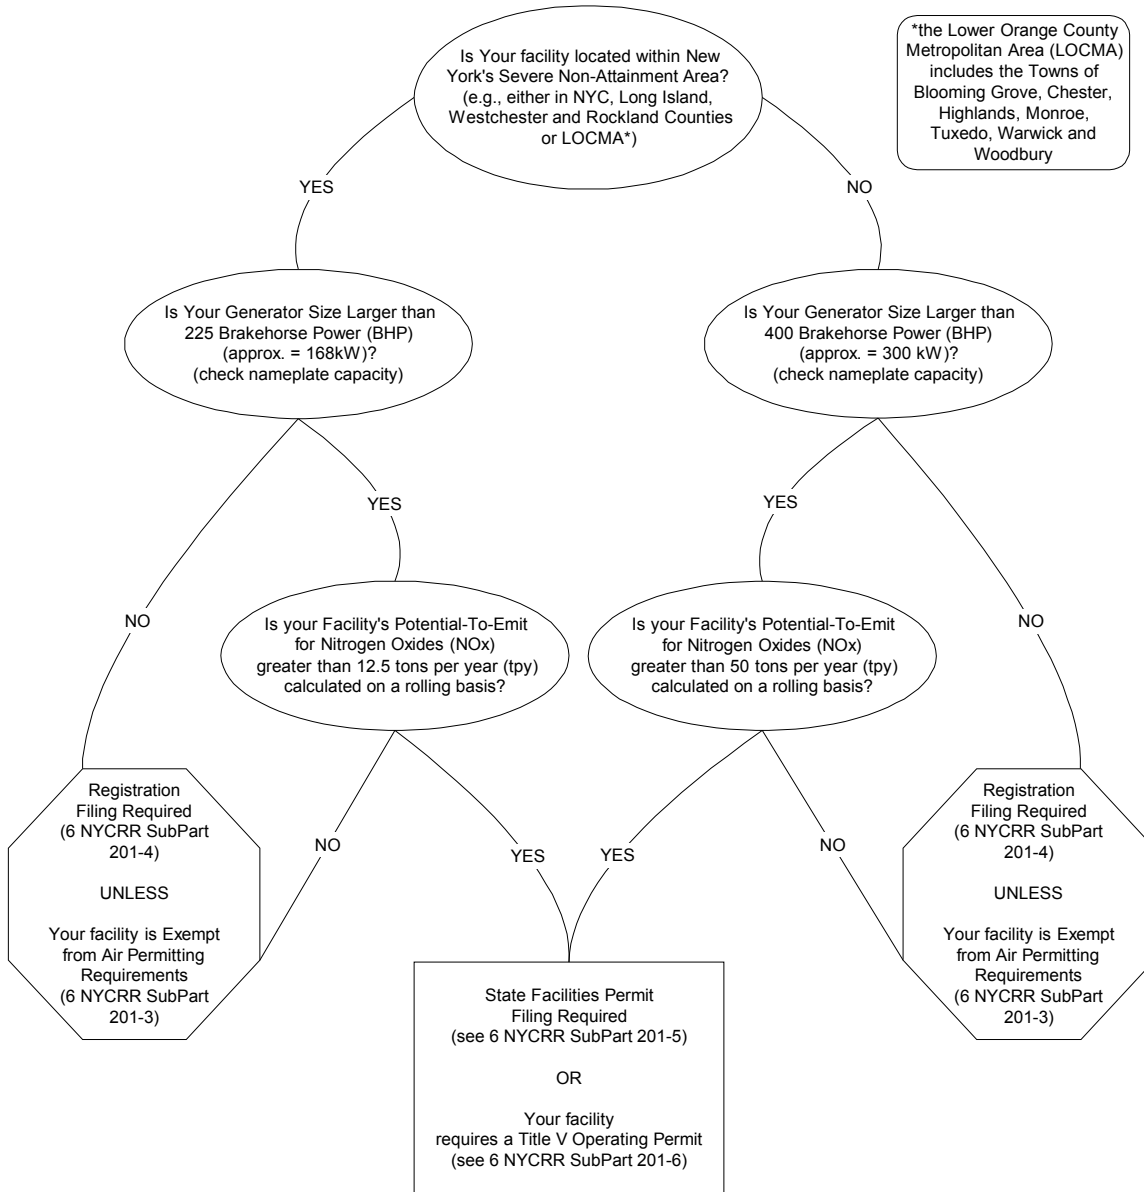 Is Your facility located within New
York's Severe Non-Attainment Area?
(e.g., either in NYC, Long Island,
Westchester and Rockland Counties
or LOCMA*)
*the Lower Orange County
Metropolitan Area (LOCMA)
includes the Towns of
Blooming Grove, Chester,
Highlands, Monroe,
Tuxedo, Warwick and
Woodbury
YES
NO
Is Your Generator Size Larger than
225 Brakehorse Power (BHP)
(approx. = 168kW)?
(check nameplate capacity)
Is Your Generator Size Larger than
400 Brakehorse Power (BHP)
(approx. = 300 kW)?
(check nameplate capacity)
YES
YES
NO
NO
Is your Facility's Potential-To-Emit
for Nitrogen Oxides (NOx)
greater than 12.5 tons per year (tpy)
calculated on a rolling basis?
Is your Facility's Potential-To-Emit
for Nitrogen Oxides (NOx)
greater than 50 tons per year (tpy)
calculated on a rolling basis?
NO
YES
YES
NO
Registration
Filing Required
(6 NYCRR SubPart
201-4)
UNLESS
Your facility is Exempt
from Air Permitting
Requirements
(6 NYCRR SubPart
201-3)
State Facilities Permit
Filing Required
(see 6 NYCRR SubPart 201-5)
OR
Your facility
requires a Title V Operating Permit
(see 6 NYCRR SubPart 201-6)
Registration
Filing Required
(6 NYCRR SubPart
201-4)
UNLESS
Your facility is Exempt
from Air Permitting
Requirements
(6 NYCRR SubPart
201-3)